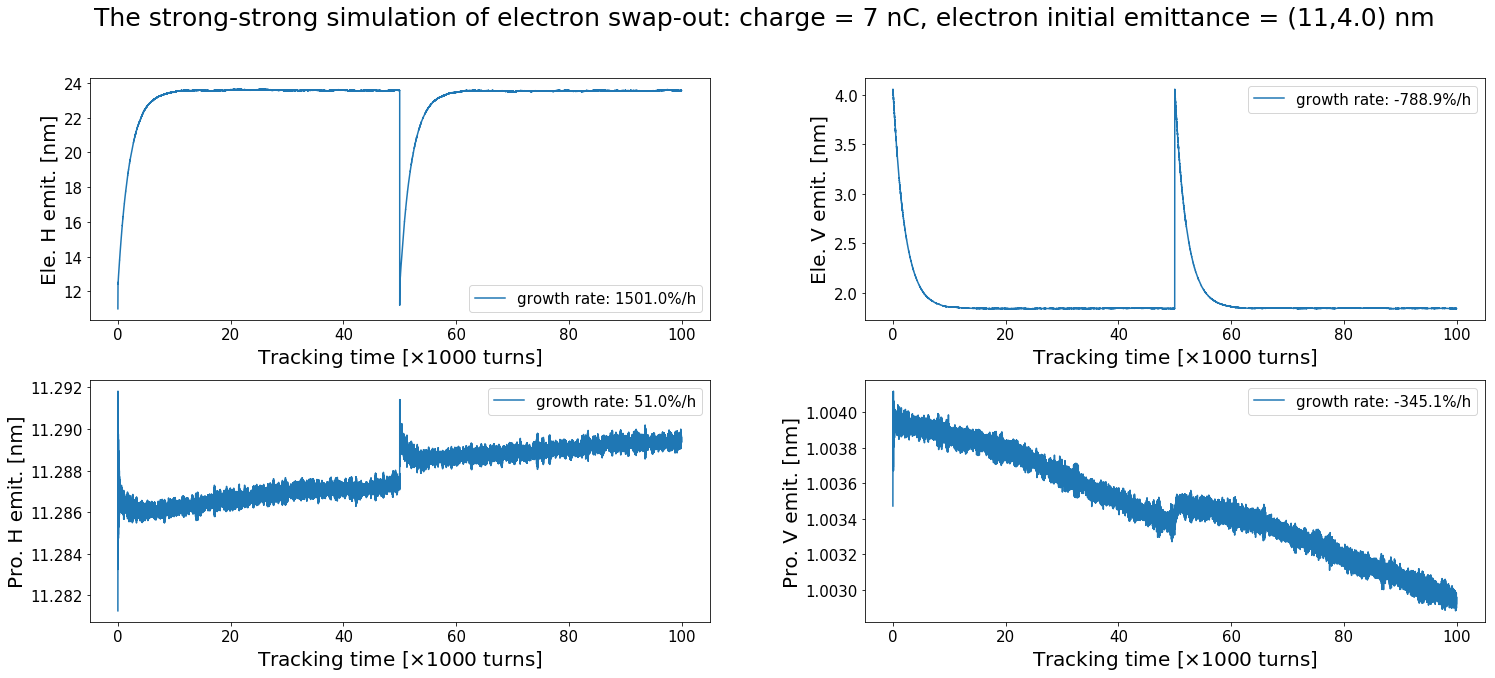 The strong-strong simulation of electron swap-out: charge = 7 nC, electron initial emittance = (11,4.0) nm
24
22
20
18
16
14
12
Ele. H emit. [nm]
growth rate: 1501.0%/h
0 20 40 60 80 100
Tracking time [×1000 turns]
4.0
3.5
3.0
2.5
2.0
Ele. V emit. [nm]
growth rate: -788.9%/h
0 20 40 60 80 100
Tracking time [×1000 turns]
11.292
11.290
11.288
11.286
11.284
11.282
Pro. H emit. [nm]
growth rate: 51.0%/h
0 20 40 60 80 100
Tracking time [×1000 turns]
1.0040
1.0038
1.0036
1.0034
1.0032
1.0030
Pro. V emit. [nm]
growth rate: -345.1%/h
0 20 40 60 80 100
Tracking time [×1000 turns]